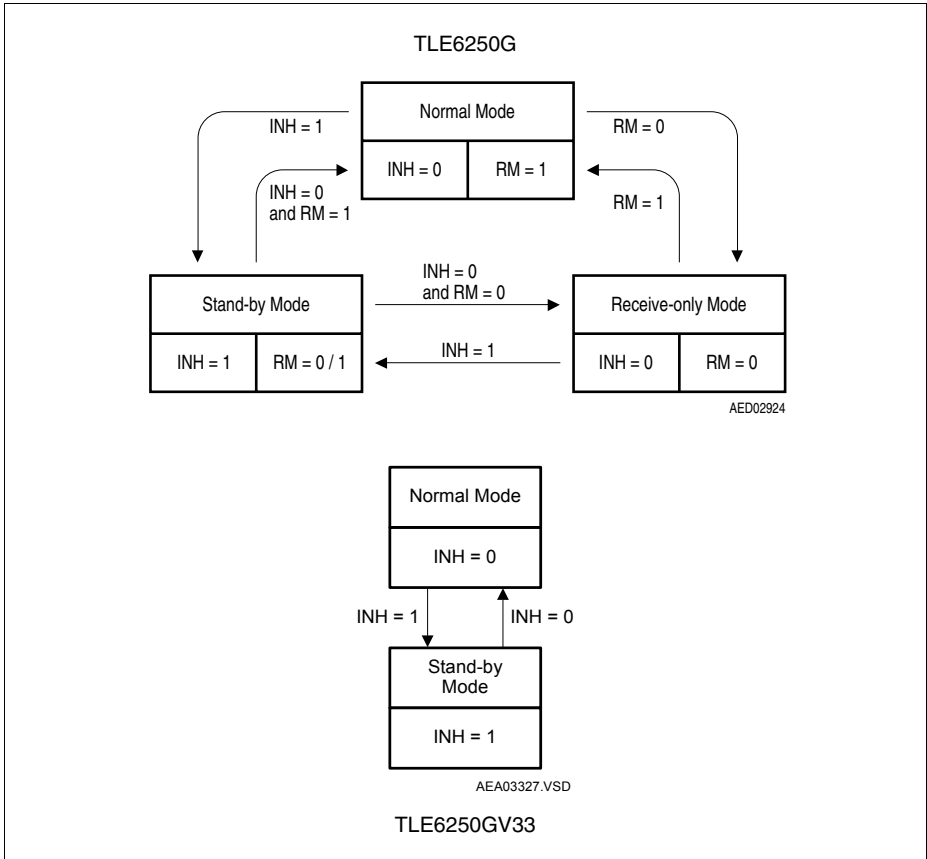 TLE6250G
Normal Mode
INH = 0
RM = 1
INH = 1
RM = 0
INH = 0
and RM = 1
RM = 1
INH = 0
and RM = 0
INH = 1
Stand-by Mode
INH = 1
RM = 0 / 1
Receive-only Mode
INH = 0
RM = 0
AED02924
Normal Mode
INH = 0
INH = 1
INH = 0
Stand-by
Mode
INH = 1
AEA03327.VSD
TLE6250GV33